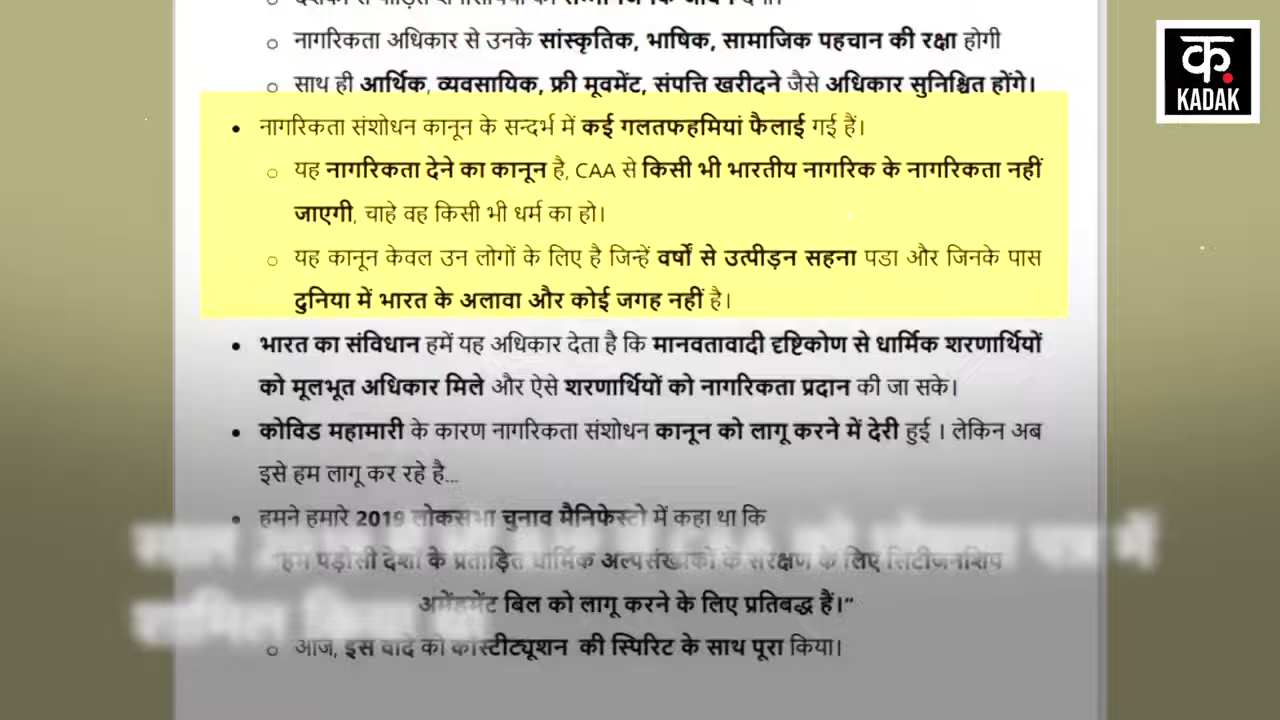 नागरिकता अधिकार से उनके सांस्कृतिक, भाषिक, सामाजिक पहचान की रक्षा होगी
साथ ही आर्थिक, व्यवसायिक, फ्री मूवमेंट, संपत्ति खरीदने जैसे अधिकार सुनिश्चित होंगे।
नागरिकता संशोधन कानून के सन्दर्भ में कई गलतफहमियां फैलाई गई हैं।
यह नागरिकता देने का कानून है, CAA से किसी भी भारतीय नागरिक के नागरिकता नहीं
जाएगी, चाहे वह किसी भी धर्म का हो।
यह कानून केवल उन लोगों के लिए है जिन्हें वर्षों से उत्पीड़न सहना पडा और जिनके पास
दुनिया में भारत के अलावा और कोई जगह नहीं है।
भारत का संविधान हमें यह अधिकार देता है कि मानवतावादी दृष्टिकोण से धार्मिक शरणार्थियों
को मूलभूत अधिकार मिले और ऐसे शरणार्थियों को नागरिकता प्रदान की जा सके।
कोविड महामारी के कारण नागरिकता संशोधन कानून को लागू करने में देरी हुई । लेकिन अब
इसे हम लागू कर रहे है...
हमने हमारे 2019 लोकसभा चुनाव मैनिफेस्टो में कहा था कि
"हम पड़ोसी देशों के प्रताड़ित धार्मिक अल्पसंख्यकों के संरक्षण के लिए सिटीजनशिप
अमेंडमेंट बिल को लागू करने के लिए प्रतिबद्ध हैं।"
आज, इस वादे को कोंस्टीट्यूशन की स्पिरिट के साथ पूरा किया।
क
KADAK